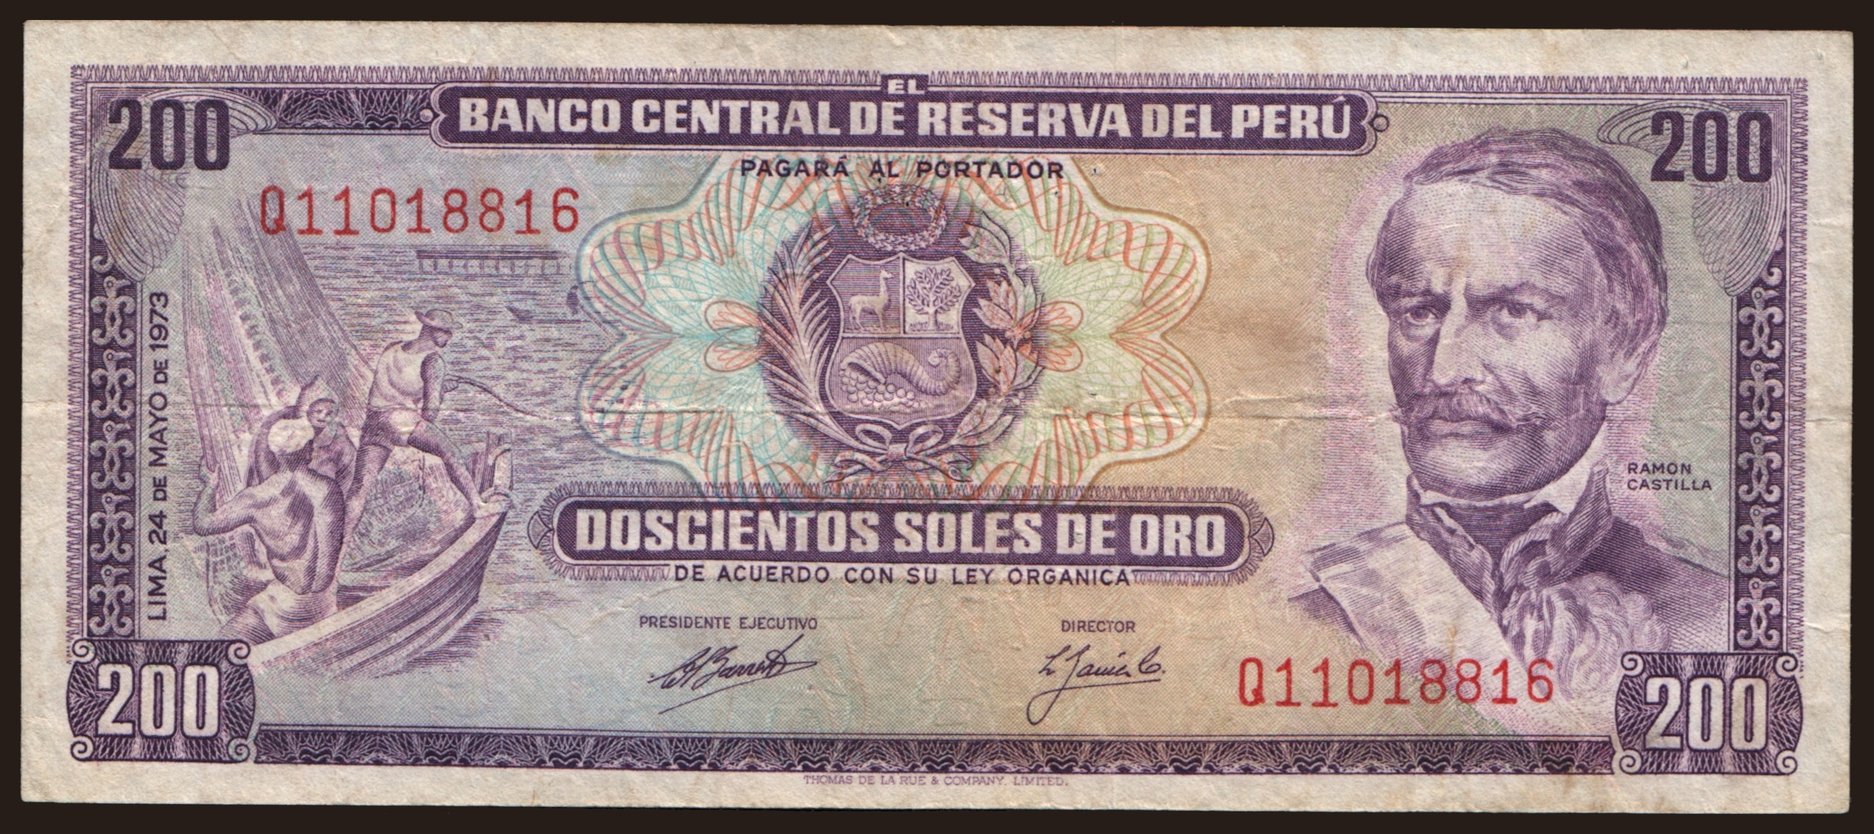 EL
BANCO CENTRAL DE RESERVA DEL PERÚ
200
200
PAGARÁ AL PORTADOR
Q11018816
LIMA, 24 DE MAYO DE 1973
RAMON
CASTILLA
DOSCIENTOS SOLES DE ORO
DE ACUERDO CON SU LEY ORGANICA
PRESIDENTE EJECUTIVO
DIRECTOR
Q11018816
200
200
THOMAS DE LA RUE & COMPANY, LIMITED.